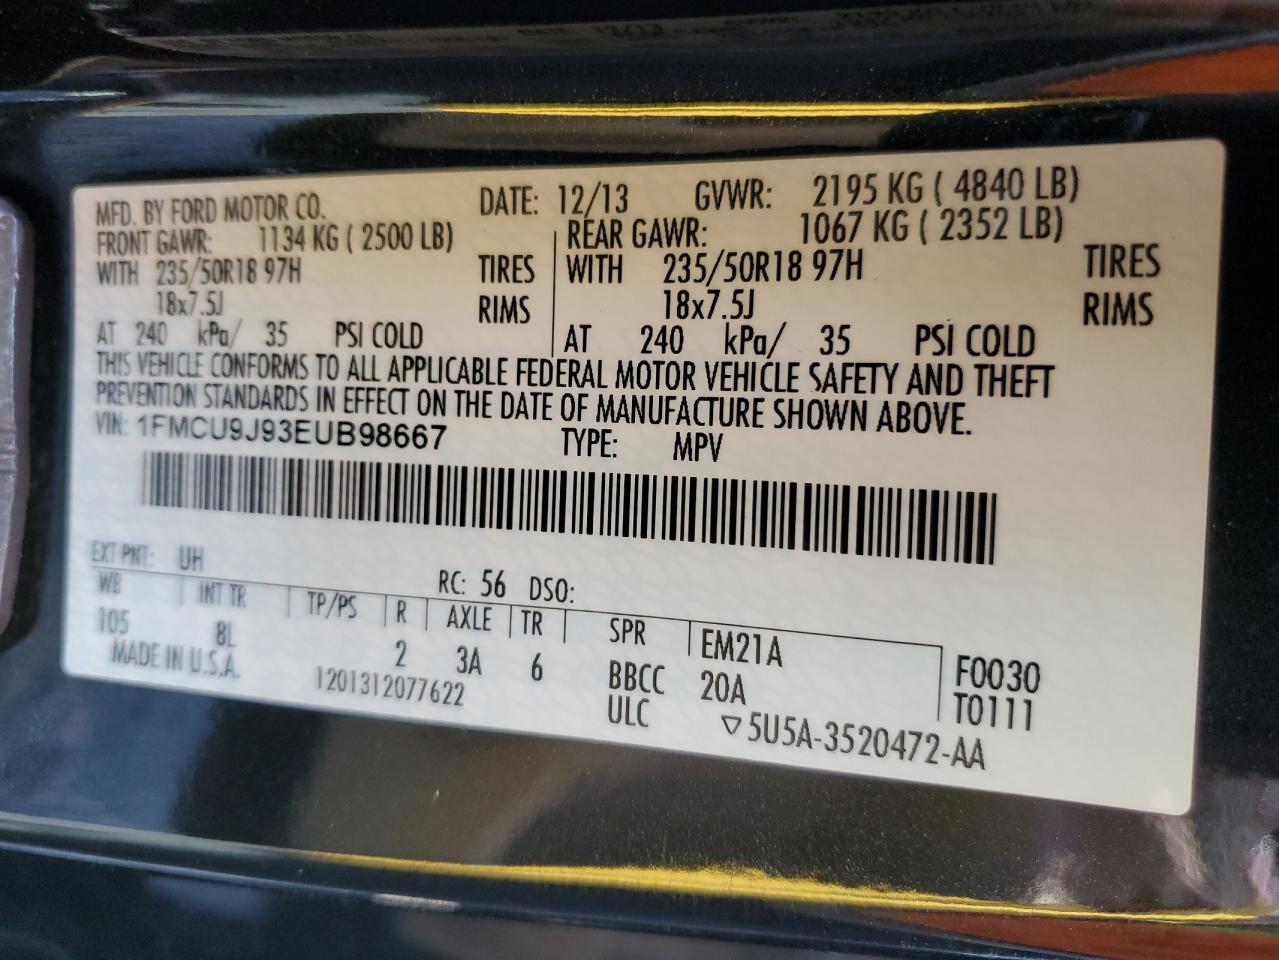 MFD. BY FORD MOTOR CO. DATE: 12/13 GVWR: 2195 KG ( 4840 LB)
FRONT GAWR: 1134 KG ( 2500 LB) REAR GAWR: 1067 KG ( 2352 LB)
WITH 235/50R18 97H TIRES WITH 235/50R18 97H TIRES
18x7.5J RIMS 18x7.5J RIMS
AT 240 kPa/ 35 PSI COLD AT 240 kPa/ 35 PSI COLD
THIS VEHICLE CONFORMS TO ALL APPLICABLE FEDERAL MOTOR VEHICLE SAFETY AND THEFT
PREVENTION STANDARDS IN EFFECT ON THE DATE OF MANUFACTURE SHOWN ABOVE.
VIN: 1FMCU9J93EUB98667 TYPE: MPV
EXT PNT: UH RC: 56 DSO:
WB INT TR TP/PS R AXLE TR SPR EM21A
105 8L 2 3A 6 BBCC 20A F0030
MADE IN U.S.A. 1201312077622 ULC T0111
▽5U5A-3520472-AA